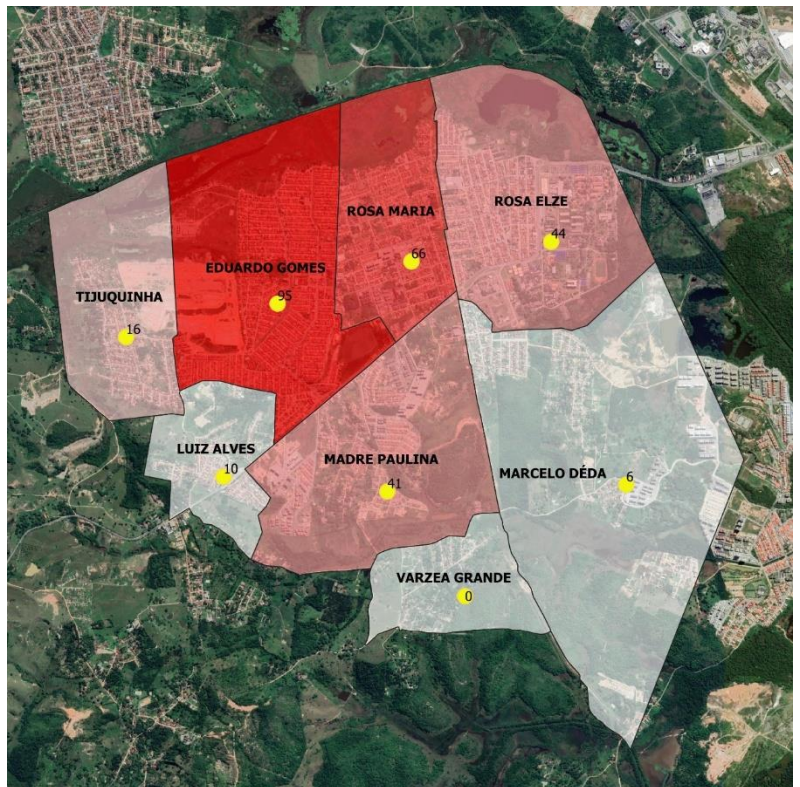 ROSA ELZE
ROSA MARIA
44
66
EDUARDO GOMES
95
TIJUQUINHA
16
LUIZ ALVES
10
MADRE PAULINA
41
MARCELO DÉDA
6
VARZEA GRANDE
0